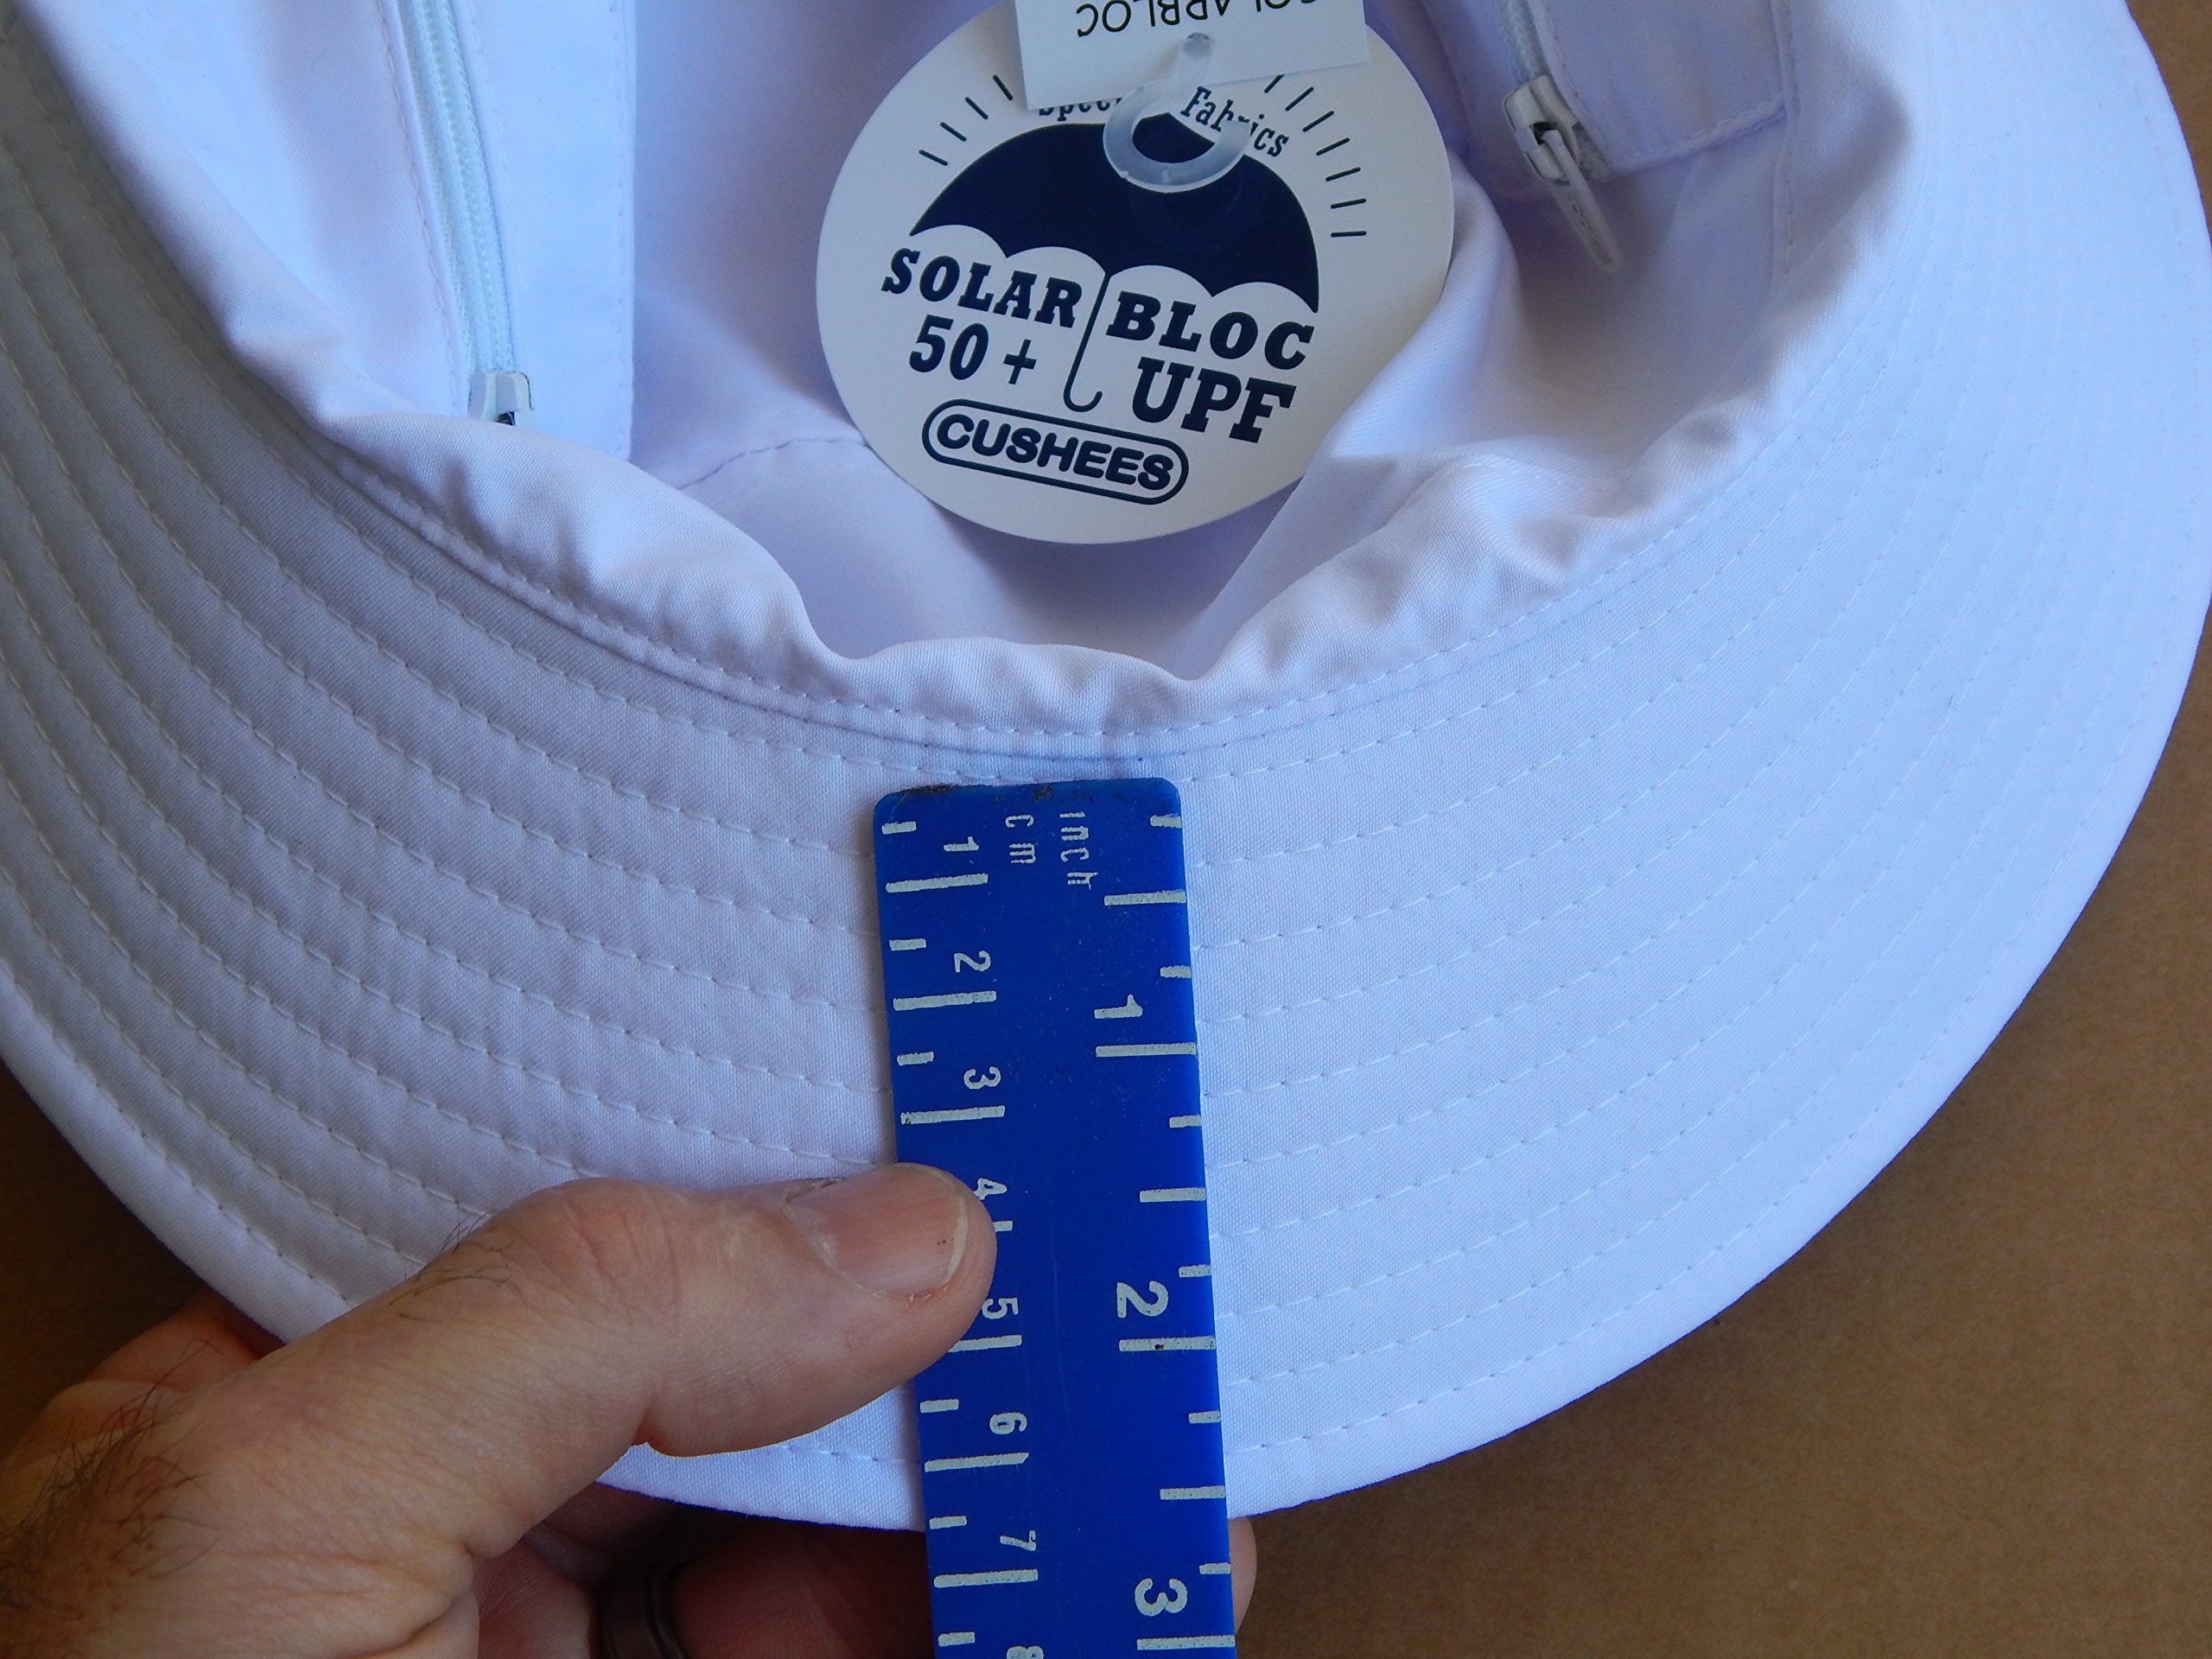 SOLARBLOC
Fabrics
SOLAR BLOC
50+ UPF
CUSHEES
inch
cm
1
2
3
4
5
6
7
8
1
2
3